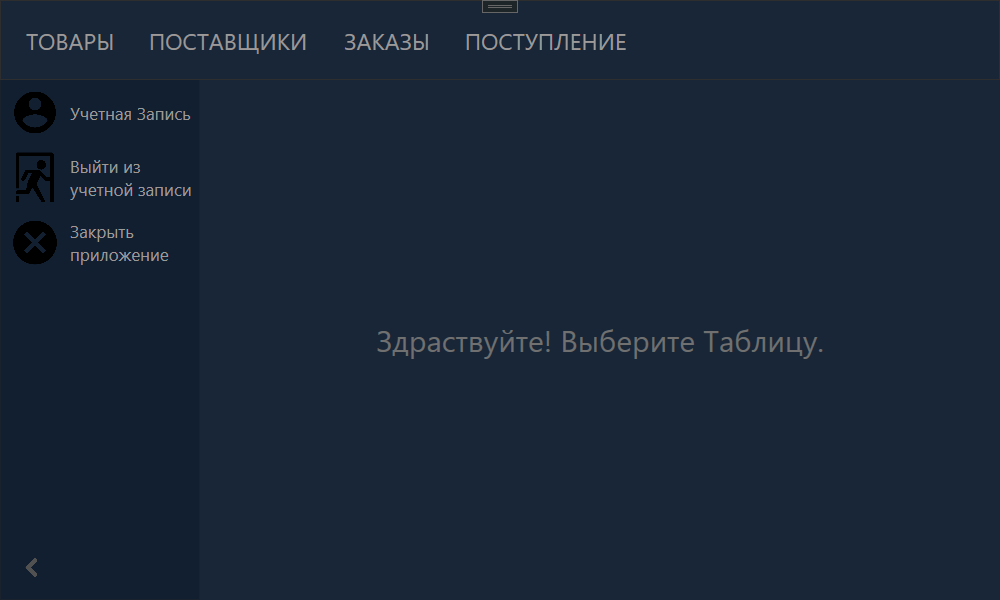 ТОВАРЫ ПОСТАВЩИКИ ЗАКАЗЫ ПОСТУПЛЕНИЕ
Учетная Запись
Выйти из
учетной записи
Закрыть
приложение
Здраствуйте! Выберите Таблицу.